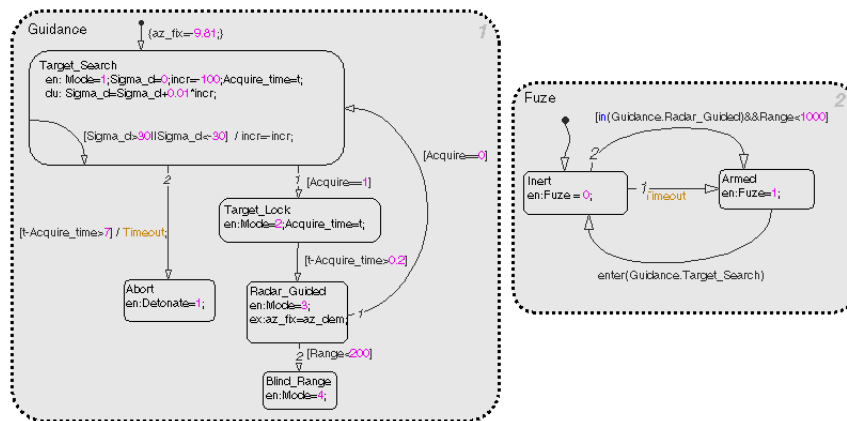 Guidance
1
{az_fix=-9.81;}
Target_Search
en: Mode=1;Sigma_d=0;incr=-100;Acquire_time=t;
du: Sigma_d=Sigma_d+0.01*incr;
[Sigma_d>30||Sigma_d<-30] / incr=-incr;
2
1
[Acquire==1]
[Acquire==0]
Target_Lock
en:Mode=2;Acquire_time=t;
[t-Acquire_time>7] / Timeout;
[t-Acquire_time>0.2]
Abort
en:Detonate=1;
Radar_Guided
en:Mode=3;
ex:az_fix=az_dem;
1
2
[Range<200]
Blind_Range
en:Mode=4;
Fuze
2
[in(Guidance.Radar_Guided)&&Range<1000]
2
Inert
en:Fuze = 0;
1
Timeout
Armed
en:Fuze=1;
enter(Guidance.Target_Search)